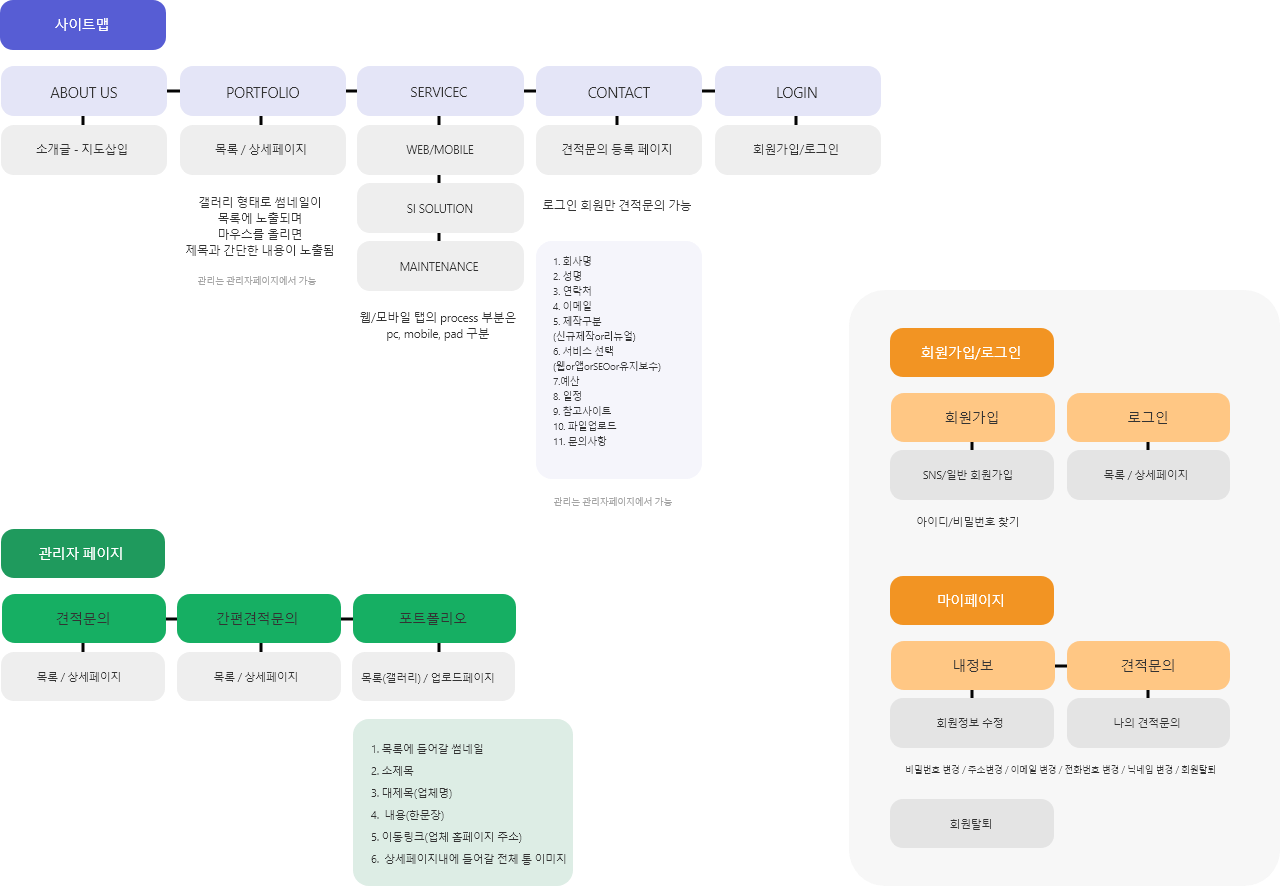 사이트맵
ABOUT US
PORTFOLIO
SERVICEC
CONTACT
LOGIN
소개글 - 지도삽입
목록 / 상세페이지
WEB/MOBILE
견적문의 등록 페이지
회원가입/로그인
갤러리 형태로 썸네일이
목록에 노출되며
마우스를 올리면
제목과 간단한 내용이 노출됨
관리는 관리자페이지에서 가능
SI SOLUTION
MAINTENANCE
웹/모바일 탭의 process 부분은
pc, mobile, pad 구분
로그인 회원만 견적문의 가능
1. 회사명
2. 성명
3. 연락처
4. 이메일
5. 제작구분
(신규제작or리뉴얼)
6. 서비스 선택
(웹or앱orSEOor유지보수)
7.예산
8. 일정
9. 참고사이트
10. 파일업로드
11. 문의사항
관리는 관리자페이지에서 가능
관리자 페이지
견적문의
간편견적문의
포트폴리오
목록 / 상세페이지
목록 / 상세페이지
목록(갤러리) / 업로드페이지
1. 목록에 들어갈 썸네일
2. 소제목
3. 대제목(업체명)
4.  내용(한문장)
5. 이동링크(업체 홈페이지 주소)
6.  상세페이지내에 들어갈 전체 통 이미지
회원가입/로그인
회원가입
로그인
SNS/일반 회원가입
목록 / 상세페이지
아이디/비밀번호 찾기
마이페이지
내정보
견적문의
회원정보 수정
나의 견적문의
비밀번호 변경 / 주소변경 / 이메일 변경 / 전화번호 변경 / 닉네임 변경 / 회원탈퇴
회원탈퇴